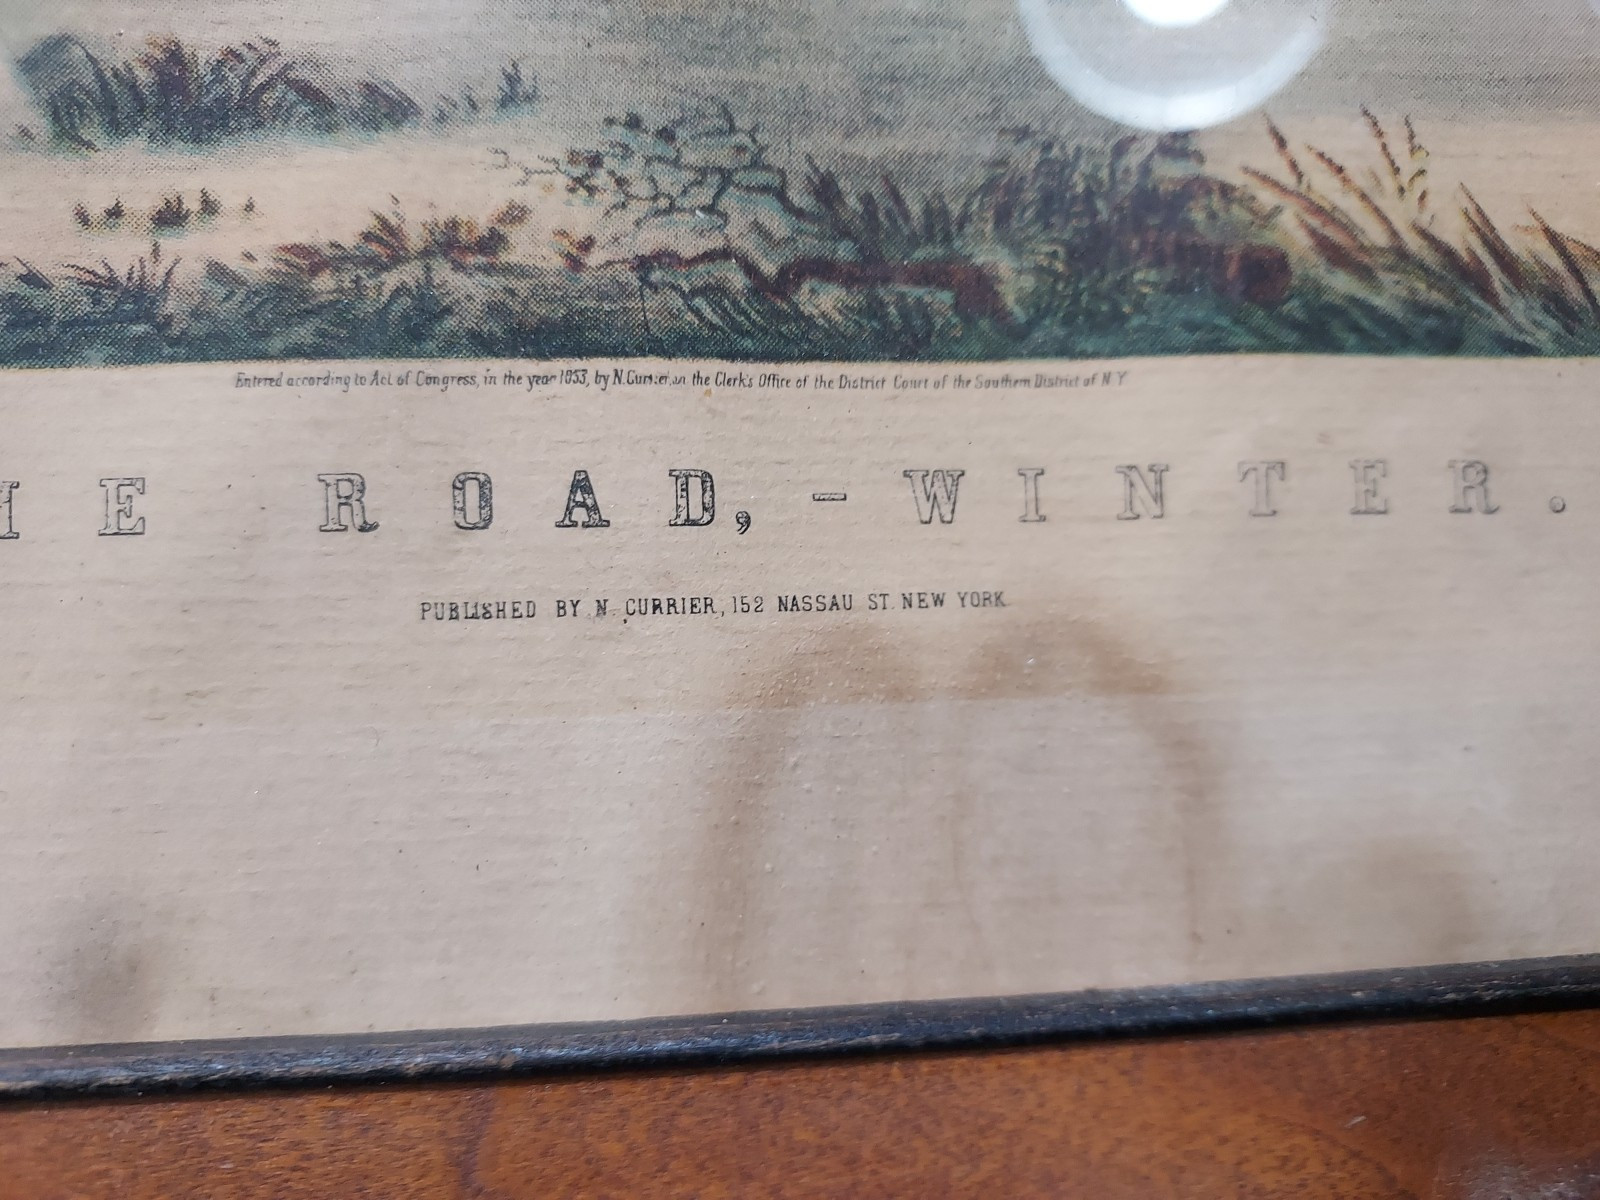 Entered according to Act of Congress, in the year 1853, by N. Currier, in the Clerk's Office of the District Court of the Southern District of N Y
HE ROAD, - WINTER.
PUBLISHED BY N. CURRIER, 152 NASSAU ST. NEW YORK